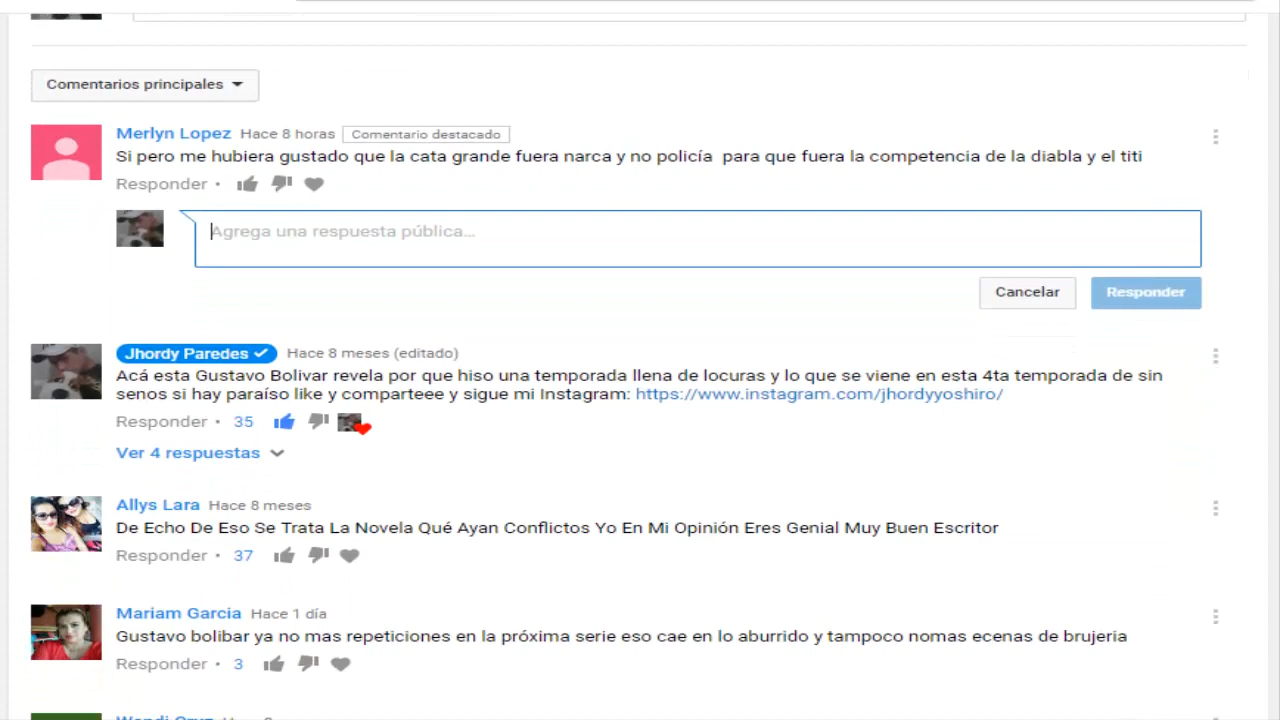 Comentarios principales
Merlyn Lopez Hace 8 horas Comentario destacado
Si pero me hubiera gustado que la cata grande fuera narca y no policía para que fuera la competencia de la diabla y el titi
Responder •
Agrega una respuesta pública...
Cancelar Responder
Jhordy Paredes Hace 8 meses (editado)
Acá esta Gustavo Bolivar revela por que hiso una temporada llena de locuras y lo que se viene en esta 4ta temporada de sin
senos si hay paraíso like y comparteee y sigue mi Instagram: https://www.instagram.com/jhordyyoshiro/
Responder • 35
Ver 4 respuestas
Allys Lara Hace 8 meses
De Echo De Eso Se Trata La Novela Qué Ayan Conflictos Yo En Mi Opinión Eres Genial Muy Buen Escritor
Responder • 37
Mariam Garcia Hace 1 día
Gustavo bolibar ya no mas repeticiones en la próxima serie eso cae en lo aburrido y tampoco nomas ecenas de brujeria
Responder • 3